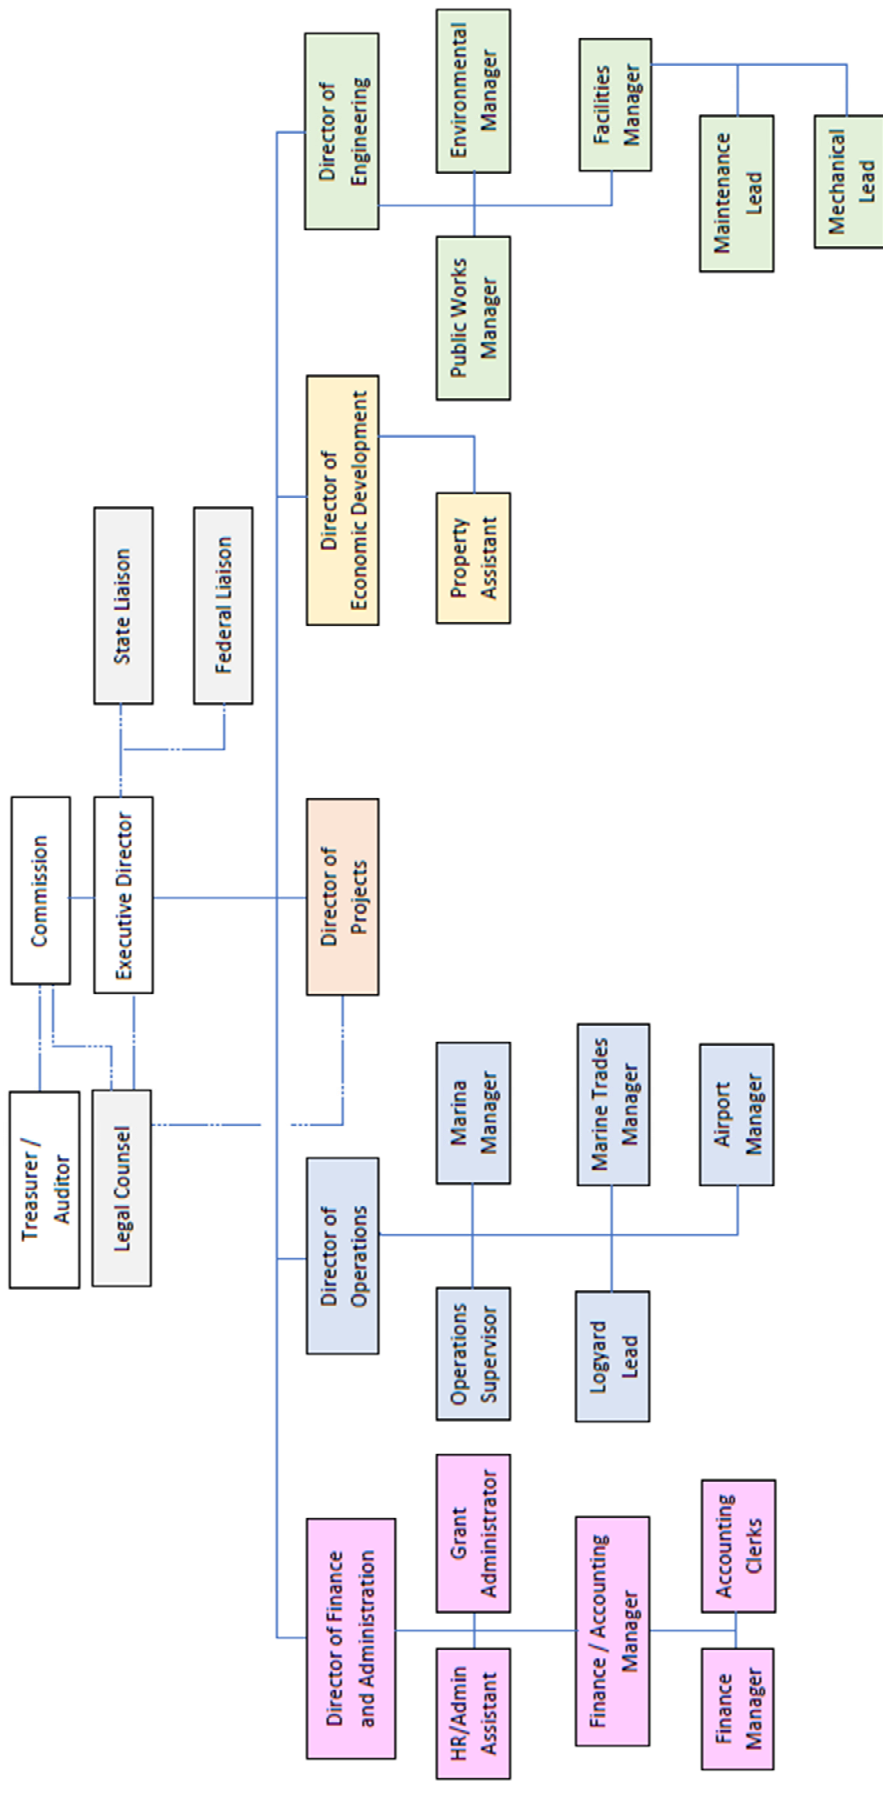 Treasurer /
Auditor
Commission
Legal Counsel
Executive Director
State Liaison
Federal Liaison
Director of Finance
and Administration
Director of
Operations
Director of
Projects
Director of
Economic Development
Director of
Engineering
HR/Admin
Assistant
Grant
Administrator
Operations
Supervisor
Marina
Manager
Property
Assistant
Public Works
Manager
Environmental
Manager
Finance / Accounting
Manager
Logyard
Lead
Marine Trades
Manager
Facilities
Manager
Finance
Manager
Accounting
Clerks
Airport
Manager
Maintenance
Lead
Mechanical
Lead